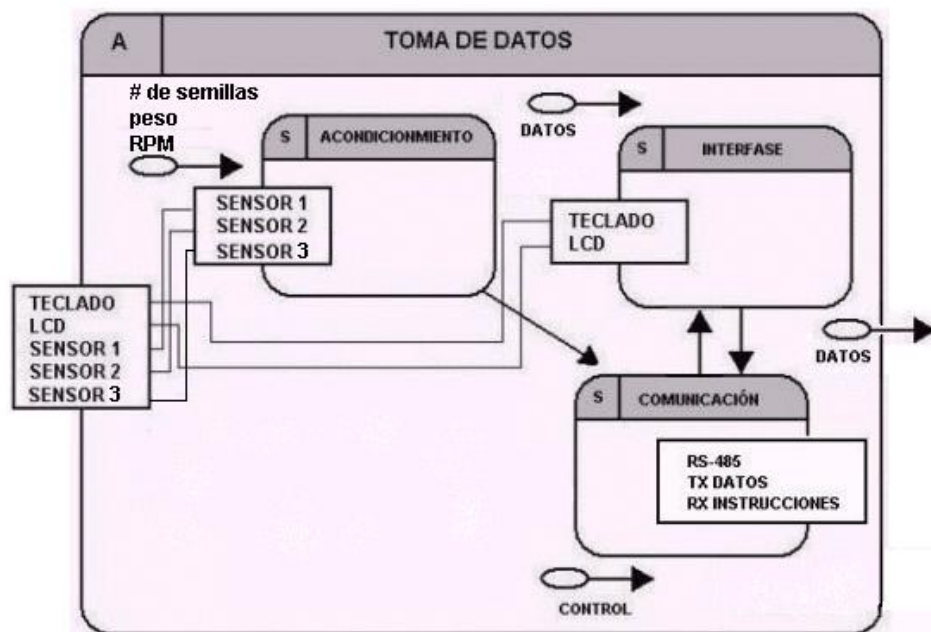 A TOMA DE DATOS
# de semillas
peso
RPM
DATOS
S ACONDICIONMIENTO
S INTERFASE
SENSOR 1
SENSOR 2
SENSOR 3
TECLADO
LCD
TECLADO
LCD
SENSOR 1
SENSOR 2
SENSOR 3
DATOS
S COMUNICACIÓN
RS-485
TX DATOS
RX INSTRUCCIONES
CONTROL